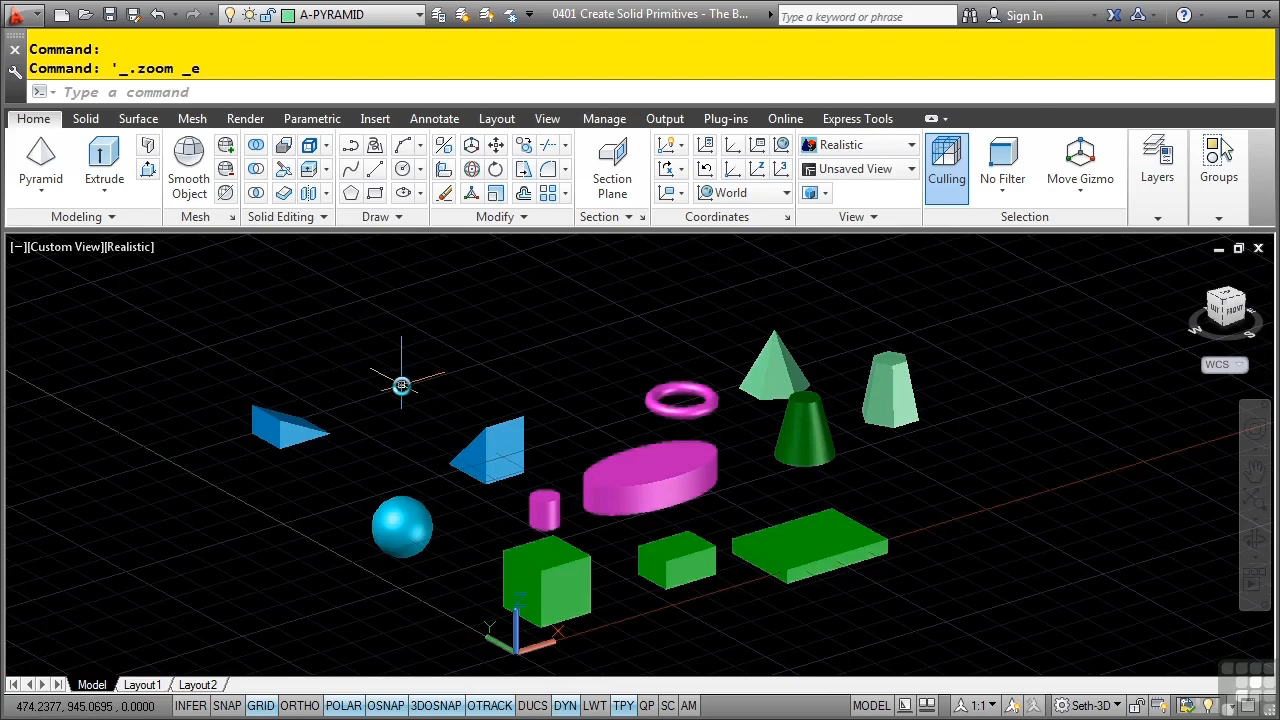 A-PYRAMID
0401 Create Solid Primitives - The B...
Type a keyword or phrase
Sign In
Command:
Command: '_.zoom _e
Type a command
Home Solid Surface Mesh Render Parametric Insert Annotate Layout View Manage Output Plug-ins Online Express Tools
Pyramid
Extrude
Smooth
Object
Section
Plane
Realistic
Unsaved View
World
Culling
No Filter
Move Gizmo
Layers
Groups
Modeling
Mesh
Solid Editing
Draw
Modify
Section
Coordinates
View
Selection
[−][Custom View][Realistic]
FRONT
W
S
WCS
Z
Y
X
Model Layout1 Layout2
474.2377, 945.0695, 0.0000 INFER SNAP GRID ORTHO POLAR OSNAP 3DOSNAP OTRACK DUCS DYN LWT TPY QP SC AM MODEL 1:1 Seth-3D